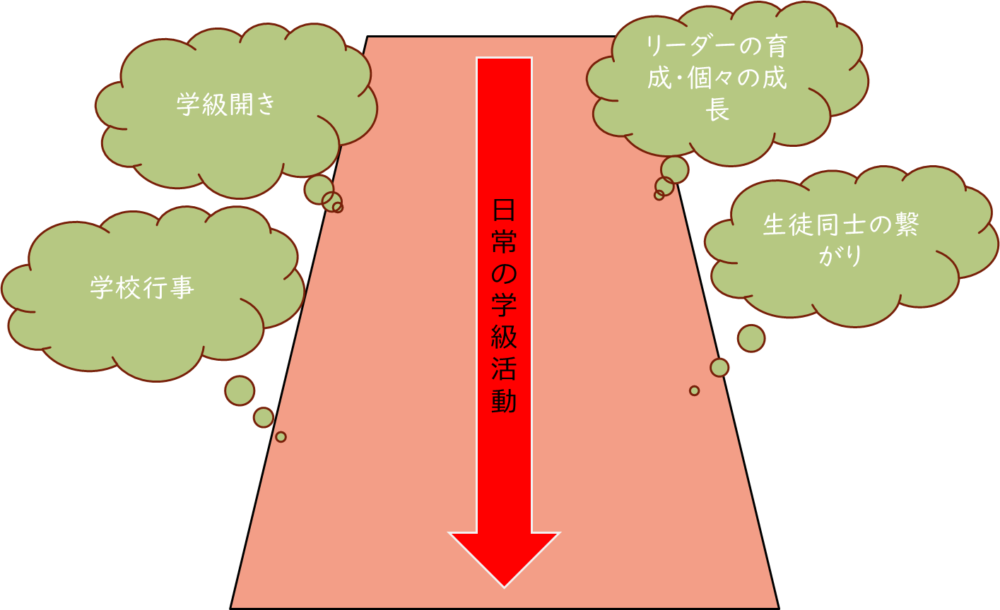 学級開き
リーダーの育
成・個々の成
長
学校行事
生徒同士の繋
がり
日常の学級活動